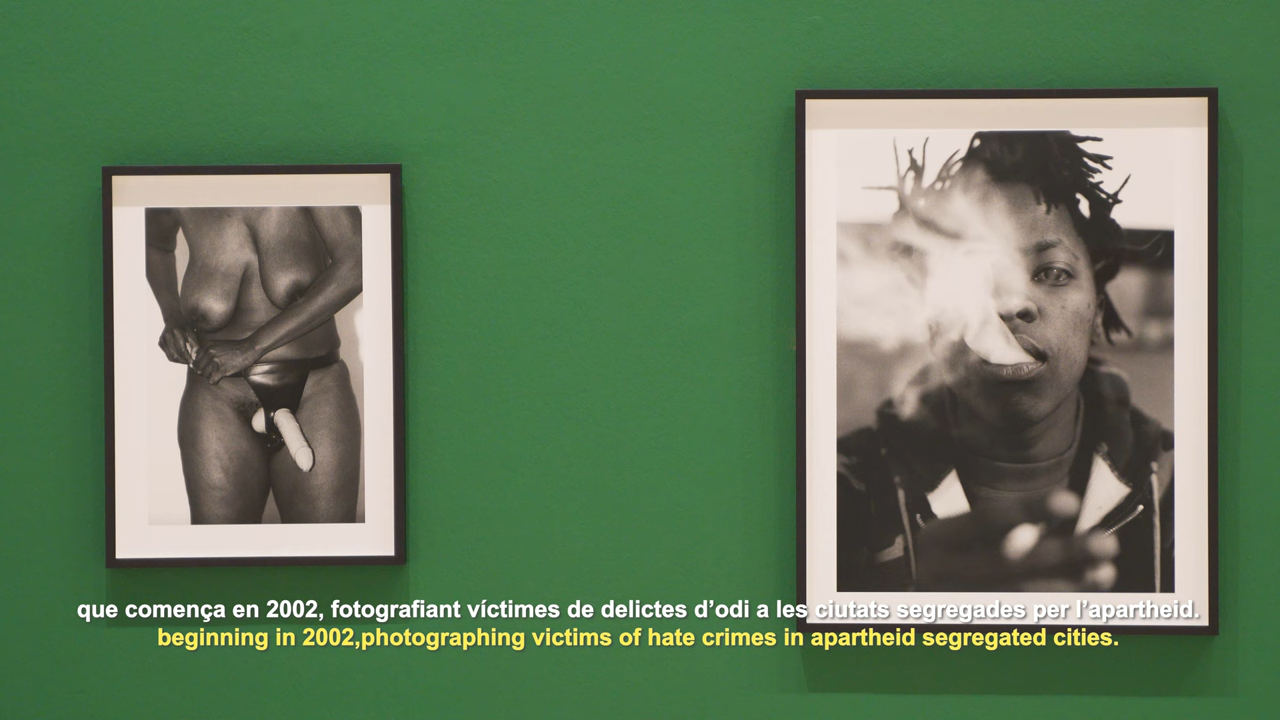 que comença en 2002, fotografiant víctimes de delictes d’odi a les ciutats segregades per l’apartheid.
beginning in 2002,photographing victims of hate crimes in apartheid segregated cities.